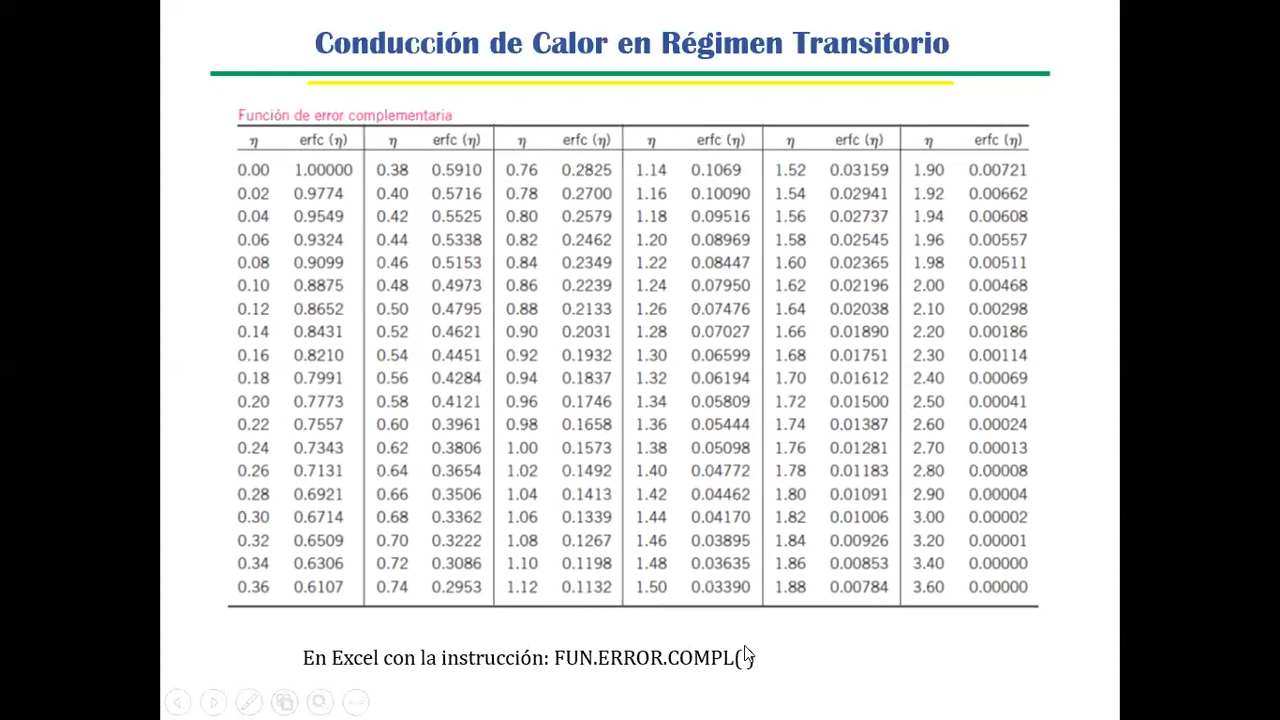 Conducción de Calor en Régimen Transitorio
Función de error complementaria
η erfc (η) η erfc (η) η erfc (η) η erfc (η) η erfc (η) η erfc (η)
0.00 1.00000 0.38 0.5910 0.76 0.2825 1.14 0.1069 1.52 0.03159 1.90 0.00721
0.02 0.9774 0.40 0.5716 0.78 0.2700 1.16 0.10090 1.54 0.02941 1.92 0.00662
0.04 0.9549 0.42 0.5525 0.80 0.2579 1.18 0.09516 1.56 0.02737 1.94 0.00608
0.06 0.9324 0.44 0.5338 0.82 0.2462 1.20 0.08969 1.58 0.02545 1.96 0.00557
0.08 0.9099 0.46 0.5153 0.84 0.2349 1.22 0.08447 1.60 0.02365 1.98 0.00511
0.10 0.8875 0.48 0.4973 0.86 0.2239 1.24 0.07950 1.62 0.02196 2.00 0.00468
0.12 0.8652 0.50 0.4795 0.88 0.2133 1.26 0.07476 1.64 0.02038 2.10 0.00298
0.14 0.8431 0.52 0.4621 0.90 0.2031 1.28 0.07027 1.66 0.01890 2.20 0.00186
0.16 0.8210 0.54 0.4451 0.92 0.1932 1.30 0.06599 1.68 0.01751 2.30 0.00114
0.18 0.7991 0.56 0.4284 0.94 0.1837 1.32 0.06194 1.70 0.01612 2.40 0.00069
0.20 0.7773 0.58 0.4121 0.96 0.1746 1.34 0.05809 1.72 0.01500 2.50 0.00041
0.22 0.7557 0.60 0.3961 0.98 0.1658 1.36 0.05444 1.74 0.01387 2.60 0.00024
0.24 0.7343 0.62 0.3806 1.00 0.1573 1.38 0.05098 1.76 0.01281 2.70 0.00013
0.26 0.7131 0.64 0.3654 1.02 0.1492 1.40 0.04772 1.78 0.01183 2.80 0.00008
0.28 0.6921 0.66 0.3506 1.04 0.1413 1.42 0.04462 1.80 0.01091 2.90 0.00004
0.30 0.6714 0.68 0.3362 1.06 0.1339 1.44 0.04170 1.82 0.01006 3.00 0.00002
0.32 0.6509 0.70 0.3222 1.08 0.1267 1.46 0.03895 1.84 0.00926 3.20 0.00001
0.34 0.6306 0.72 0.3086 1.10 0.1198 1.48 0.03635 1.86 0.00853 3.40 0.00000
0.36 0.6107 0.74 0.2953 1.12 0.1132 1.50 0.03390 1.88 0.00784 3.60 0.00000
En Excel con la instrucción: FUN.ERROR.COMPL()